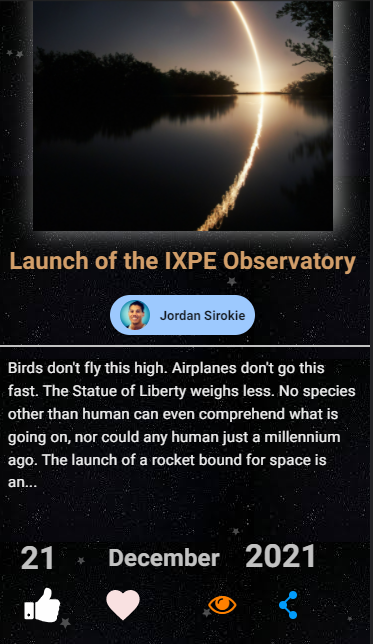 Launch of the IXPE Observatory
Jordan Sirokie
Birds don't fly this high. Airplanes don't go this
fast. The Statue of Liberty weighs less. No species
other than human can even comprehend what is
going on, nor could any human just a millennium
ago. The launch of a rocket bound for space is
an...
21 December 2021